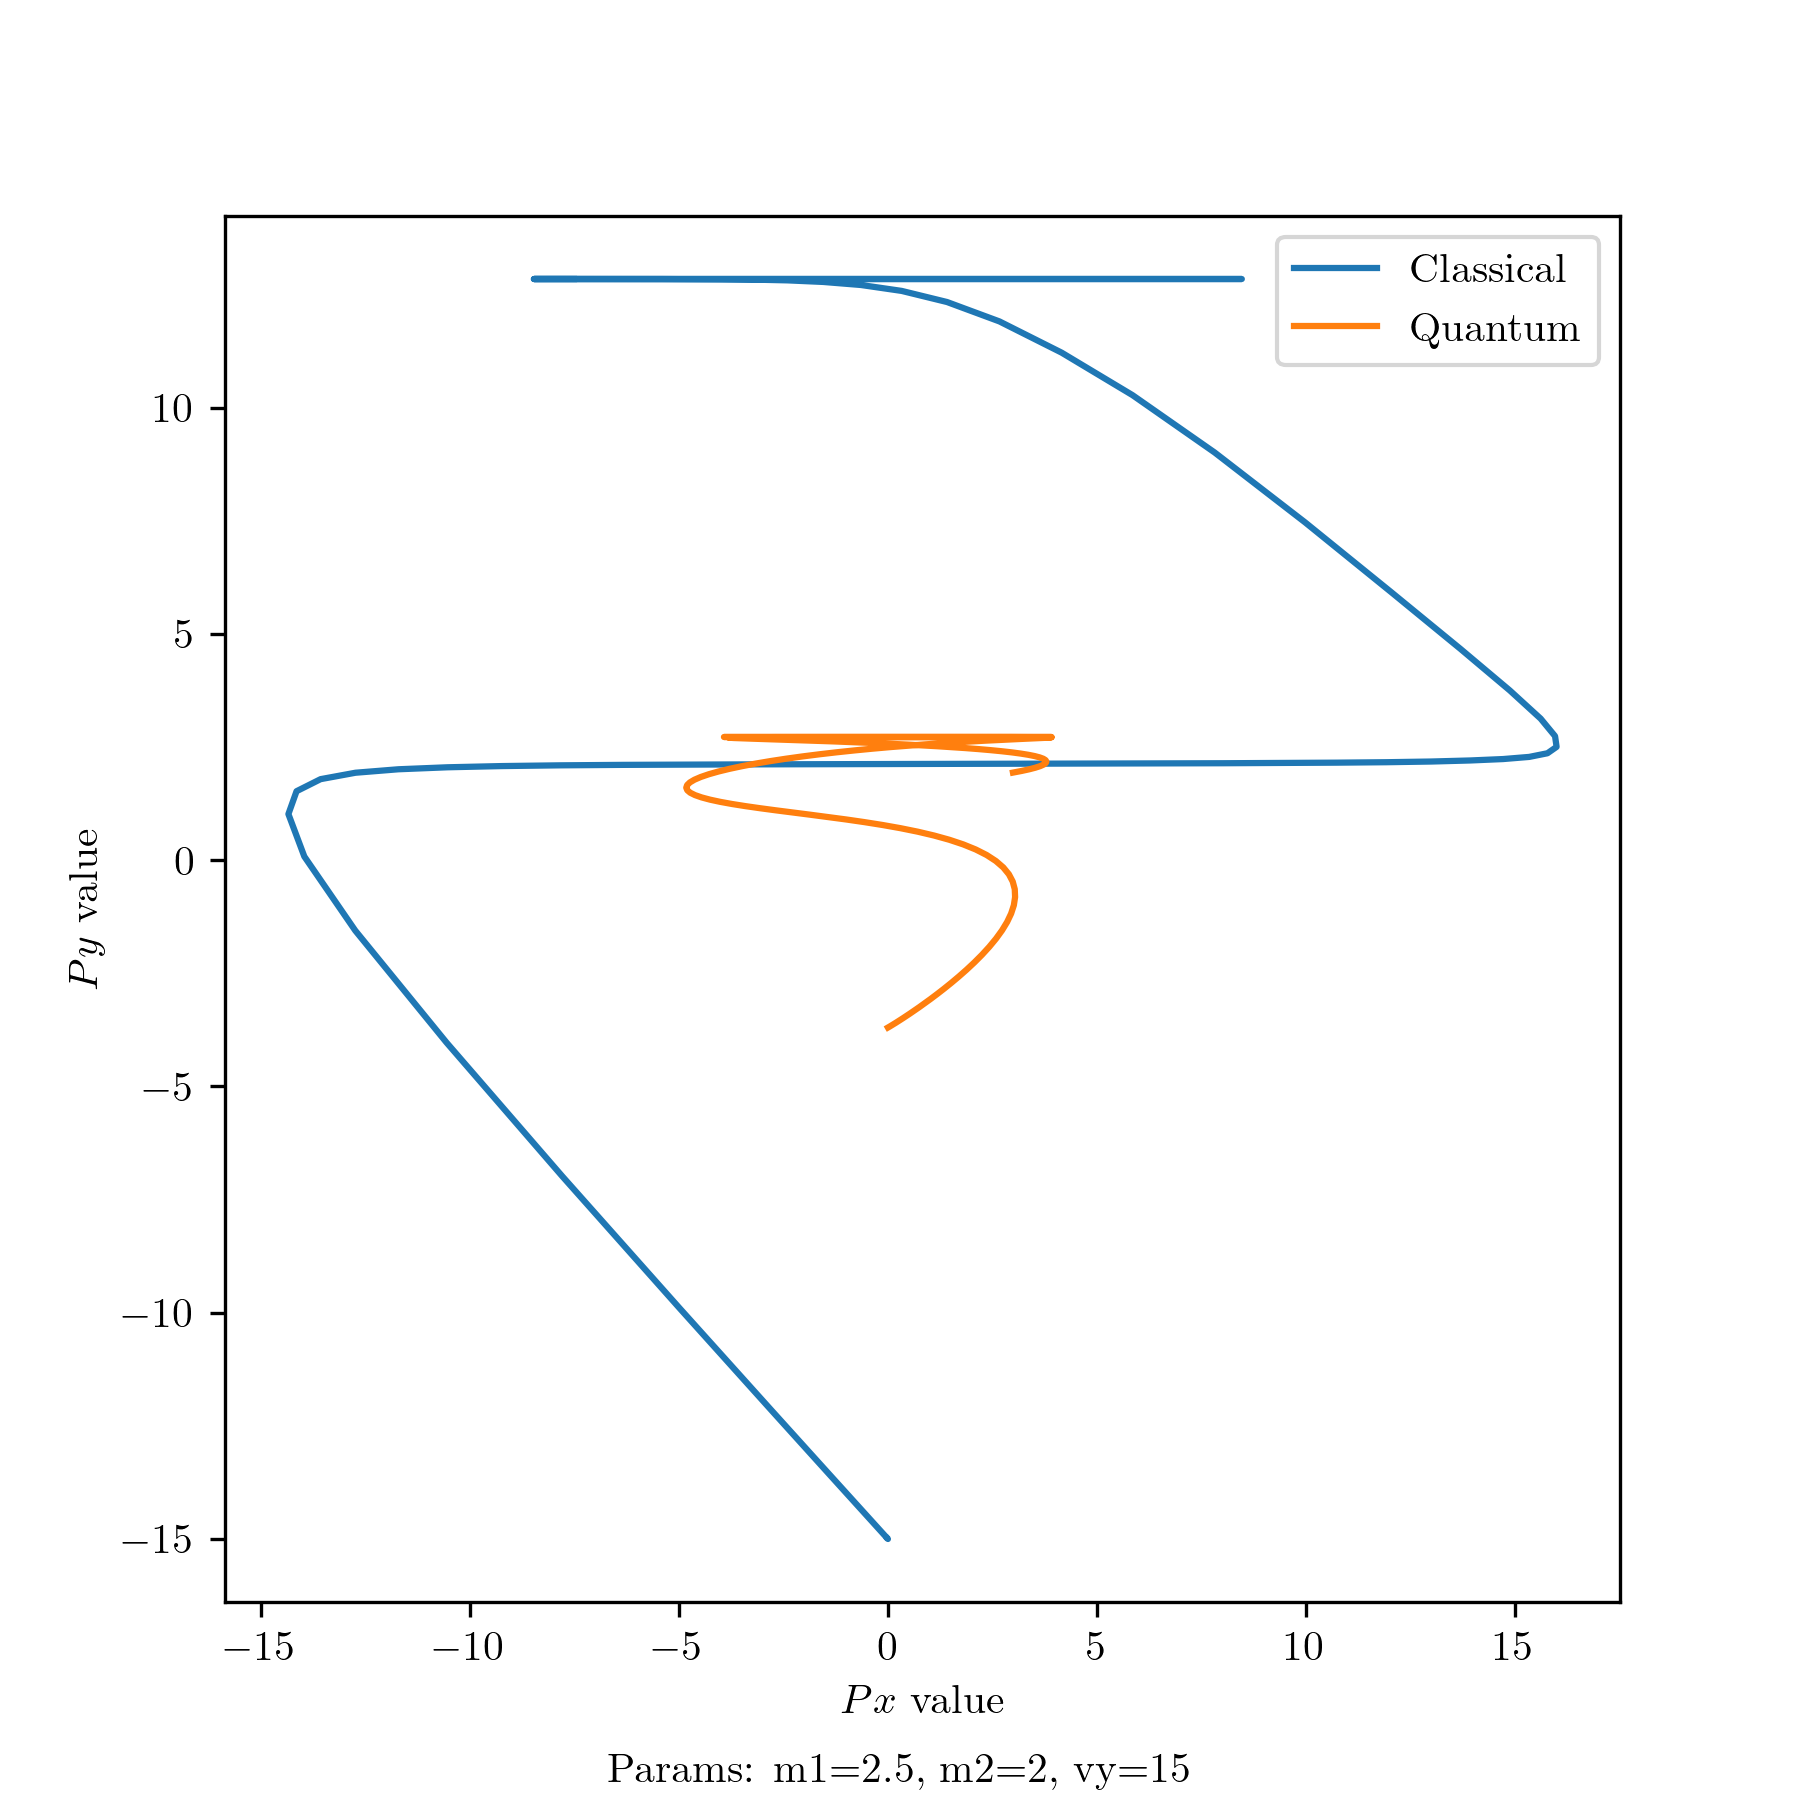 Classical
Quantum
10
5
0
−5
−10
−15
Py value
−15 −10 −5 0 5 10 15
Px value
Params: m1=2.5, m2=2, vy=15